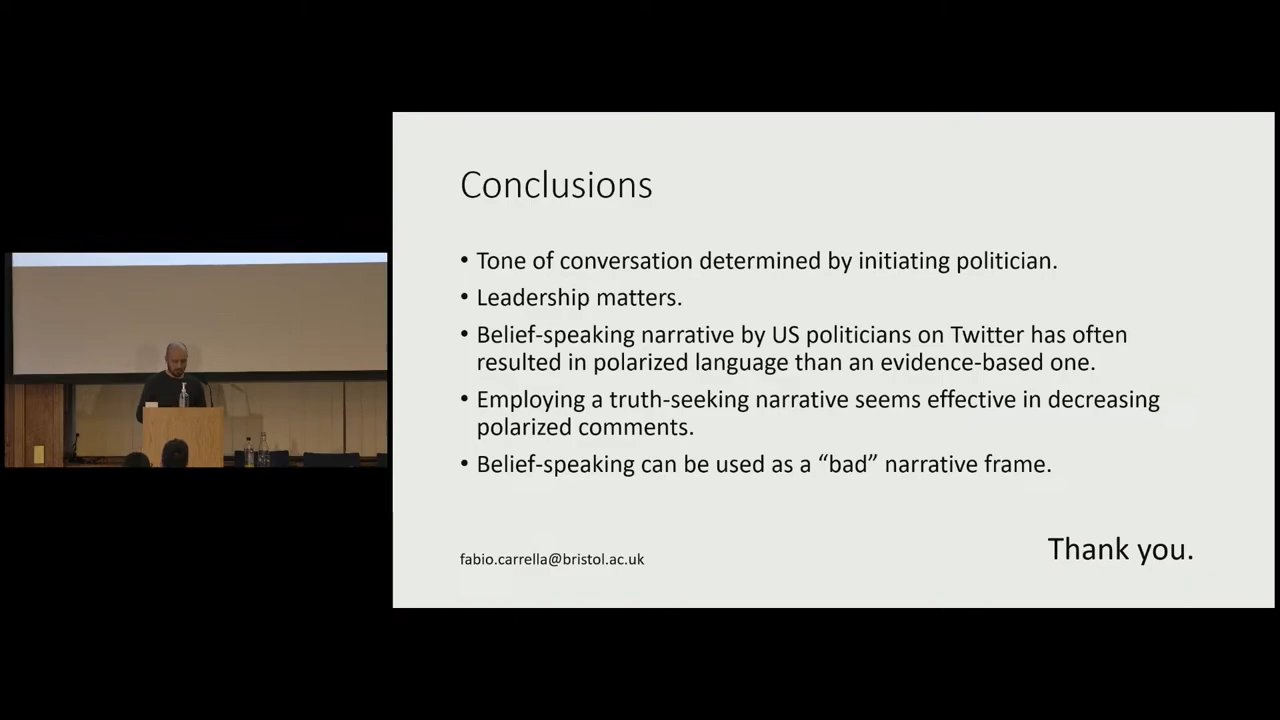 Conclusions
• Tone of conversation determined by initiating politician.
• Leadership matters.
• Belief-speaking narrative by US politicians on Twitter has often
resulted in polarized language than an evidence-based one.
• Employing a truth-seeking narrative seems effective in decreasing
polarized comments.
• Belief-speaking can be used as a “bad” narrative frame.
Thank you.
fabio.carrella@bristol.ac.uk